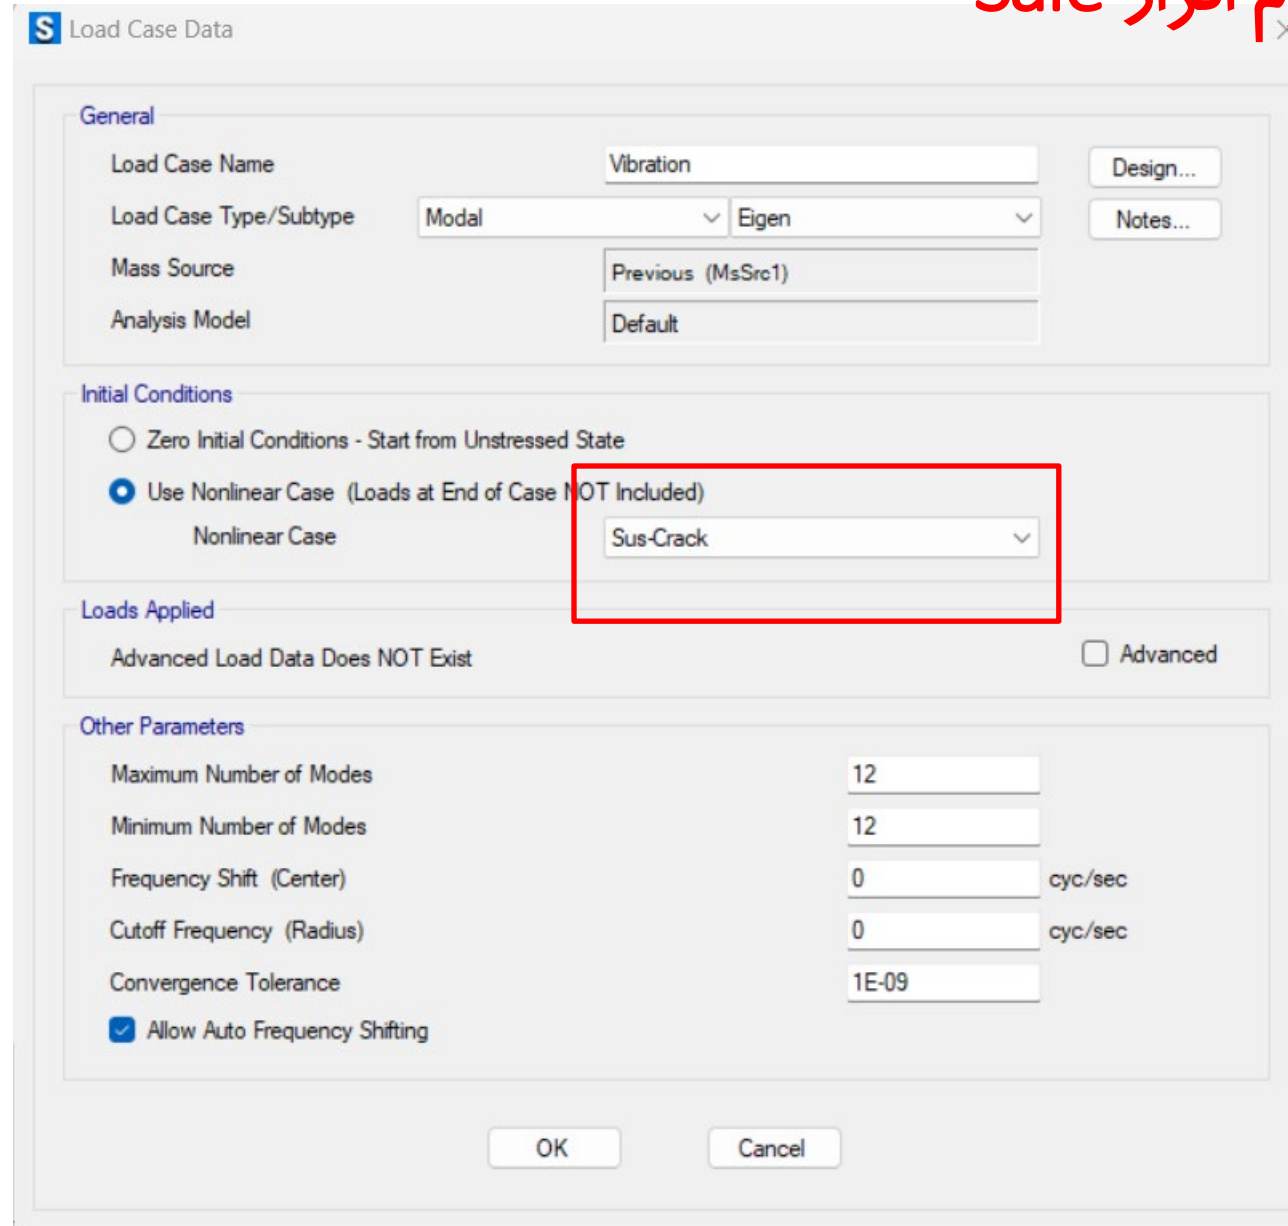 Safe
S Load Case Data
General
Load Case Name Vibration Design...
Load Case Type/Subtype Modal Eigen Notes...
Mass Source Previous (MsSrc1)
Analysis Model Default
Initial Conditions
Zero Initial Conditions - Start from Unstressed State
Use Nonlinear Case (Loads at End of Case NOT Included)
Nonlinear Case Sus-Crack
Loads Applied
Advanced Load Data Does NOT Exist Advanced
Other Parameters
Maximum Number of Modes 12
Minimum Number of Modes 12
Frequency Shift (Center) 0 cyc/sec
Cutoff Frequency (Radius) 0 cyc/sec
Convergence Tolerance 1E-09
Allow Auto Frequency Shifting
OK Cancel